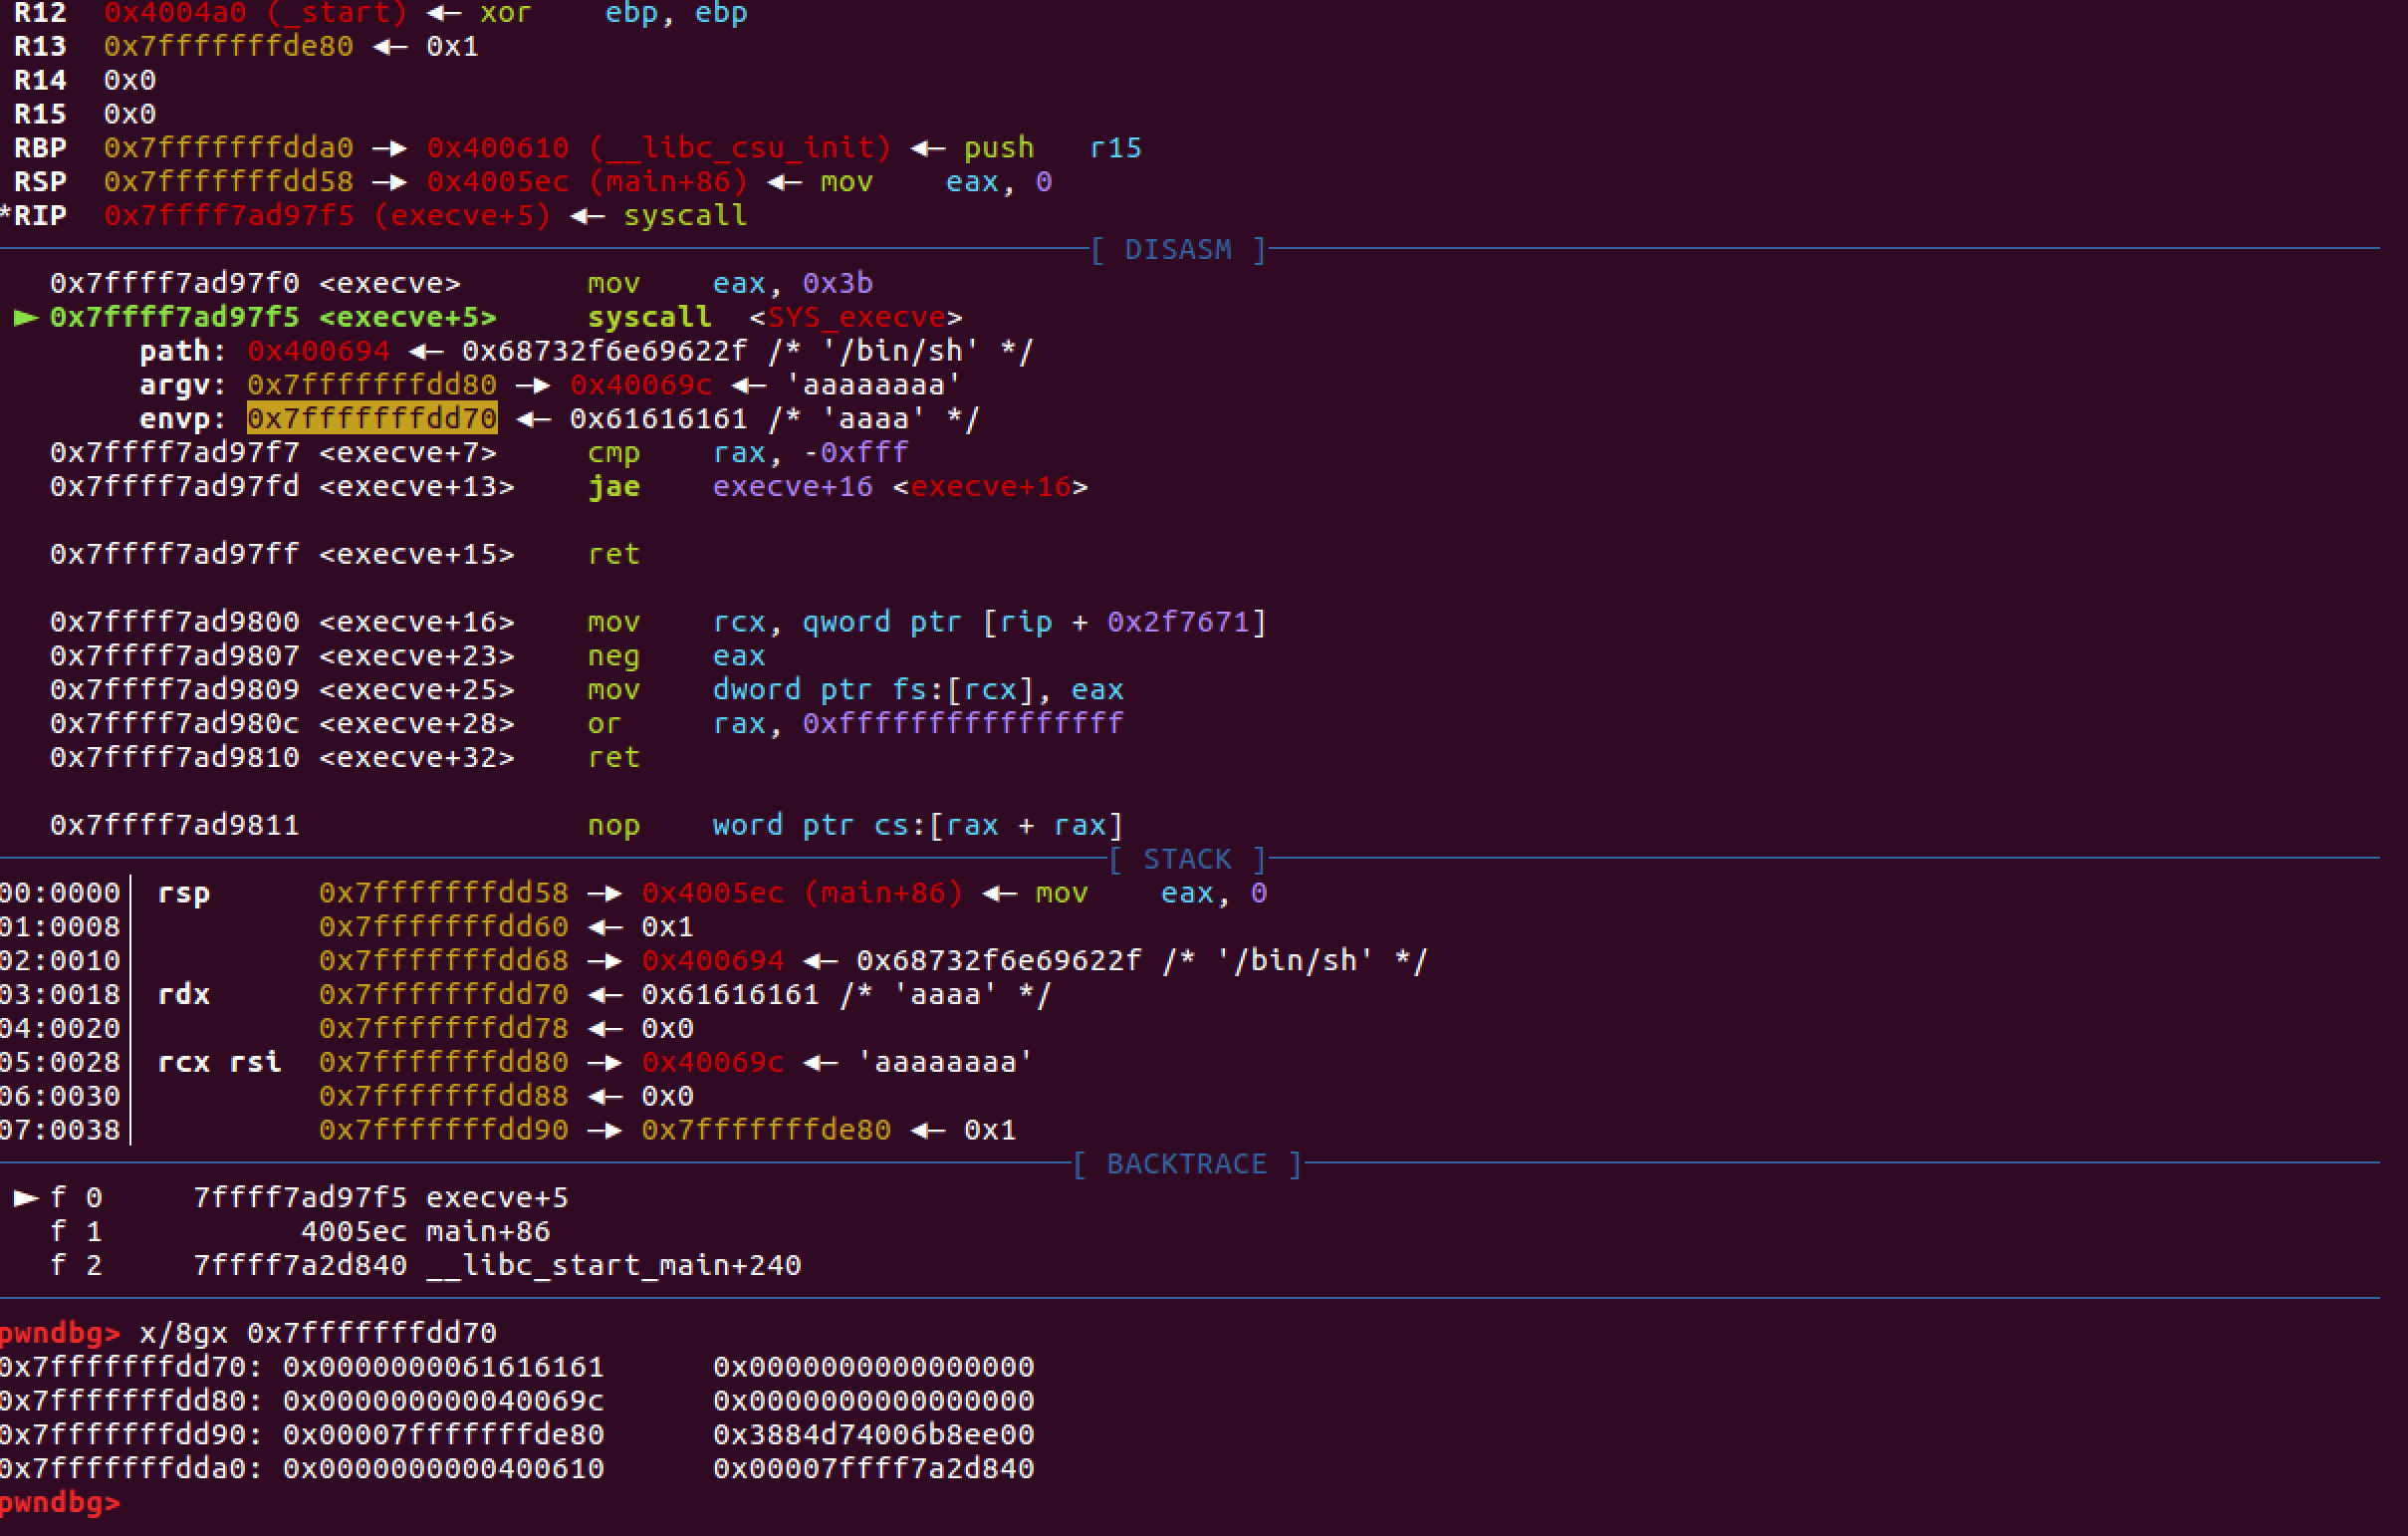 R12  0x4004a0 (_start) ◂— xor    ebp, ebp
R13  0x7fffffffde80 ◂— 0x1
R14  0x0
R15  0x0
RBP  0x7fffffffdda0 —▸ 0x400610 (__libc_csu_init) ◂— push   r15
RSP  0x7fffffffdd58 —▸ 0x4005ec (main+86) ◂— mov    eax, 0
*RIP  0x7ffff7ad97f5 (execve+5) ◂— syscall
[ DISASM ]
0x7ffff7ad97f0 <execve>       mov    eax, 0x3b
► 0x7ffff7ad97f5 <execve+5>     syscall  <SYS_execve>
path: 0x400694 ◂— 0x68732f6e69622f /* '/bin/sh' */
argv: 0x7fffffffdd80 —▸ 0x40069c ◂— 'aaaaaaaa'
envp: 0x7fffffffdd70 ◂— 0x61616161 /* 'aaaa' */
0x7ffff7ad97f7 <execve+7>     cmp    rax, -0xfff
0x7ffff7ad97fd <execve+13>    jae    execve+16 <execve+16>
0x7ffff7ad97ff <execve+15>    ret
0x7ffff7ad9800 <execve+16>    mov    rcx, qword ptr [rip + 0x2f7671]
0x7ffff7ad9807 <execve+23>    neg    eax
0x7ffff7ad9809 <execve+25>    mov    dword ptr fs:[rcx], eax
0x7ffff7ad980c <execve+28>    or     rax, 0xffffffffffffffff
0x7ffff7ad9810 <execve+32>    ret
0x7ffff7ad9811                nop    word ptr cs:[rax + rax]
[ STACK ]
00:0000│ rsp      0x7fffffffdd58 —▸ 0x4005ec (main+86) ◂— mov    eax, 0
01:0008│          0x7fffffffdd60 ◂— 0x1
02:0010│          0x7fffffffdd68 —▸ 0x400694 ◂— 0x68732f6e69622f /* '/bin/sh' */
03:0018│ rdx      0x7fffffffdd70 ◂— 0x61616161 /* 'aaaa' */
04:0020│          0x7fffffffdd78 ◂— 0x0
05:0028│ rcx rsi  0x7fffffffdd80 —▸ 0x40069c ◂— 'aaaaaaaa'
06:0030│          0x7fffffffdd88 ◂— 0x0
07:0038│          0x7fffffffdd90 —▸ 0x7fffffffde80 ◂— 0x1
[ BACKTRACE ]
► f 0     7ffff7ad97f5 execve+5
f 1           4005ec main+86
f 2     7ffff7a2d840 __libc_start_main+240
pwndbg> x/8gx 0x7fffffffdd70
0x7fffffffdd70: 0x0000000061616161      0x0000000000000000
0x7fffffffdd80: 0x000000000040069c      0x0000000000000000
0x7fffffffdd90: 0x00007fffffffde80      0x3884d74006b8ee00
0x7fffffffdda0: 0x0000000000400610      0x00007ffff7a2d840
pwndbg>